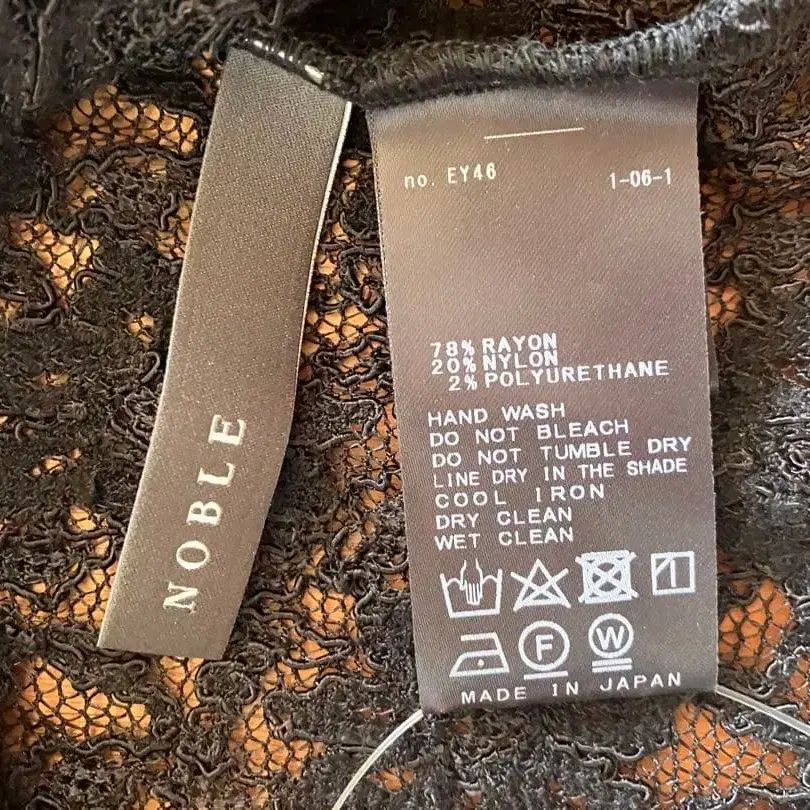 NOBLE
no. EY46 1-06-1
78% RAYON
20% NYLON
2% POLYURETHANE
HAND WASH
DO NOT BLEACH
DO NOT TUMBLE DRY
LINE DRY IN THE SHADE
COOL IRON
DRY CLEAN
WET CLEAN
F W
MADE IN JAPAN